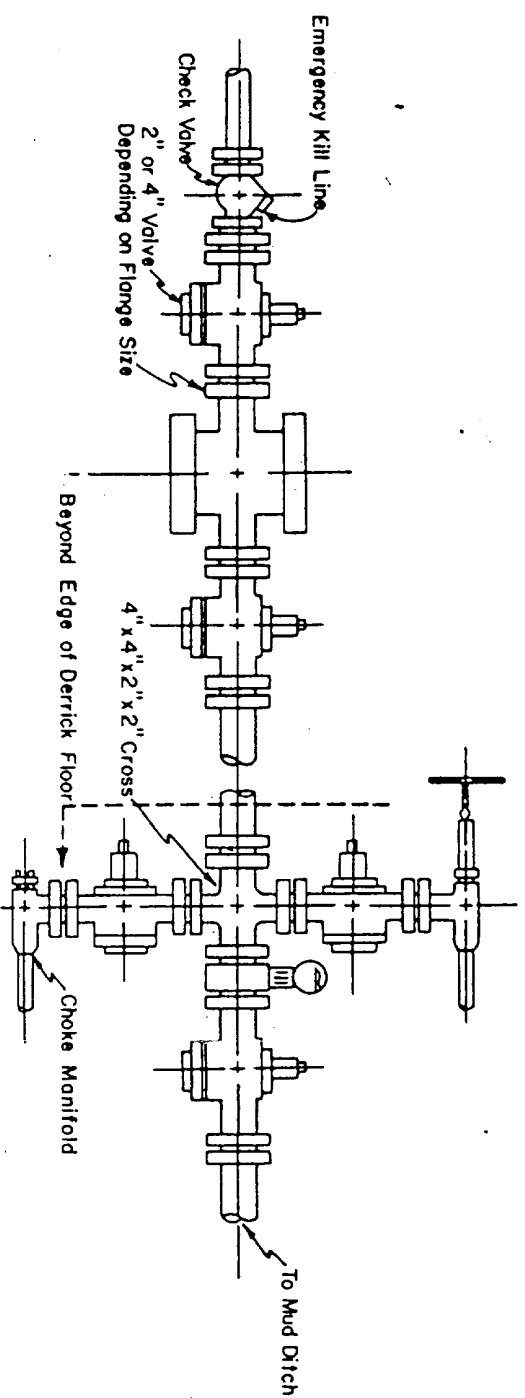 Emergency Kill Line
Check Valve
2" or 4" Valve
Depending on Flange Size
Beyond Edge of Derrick Floor
4"x4"x2"x2" Cross
Choke Manifold
To Mud Ditch